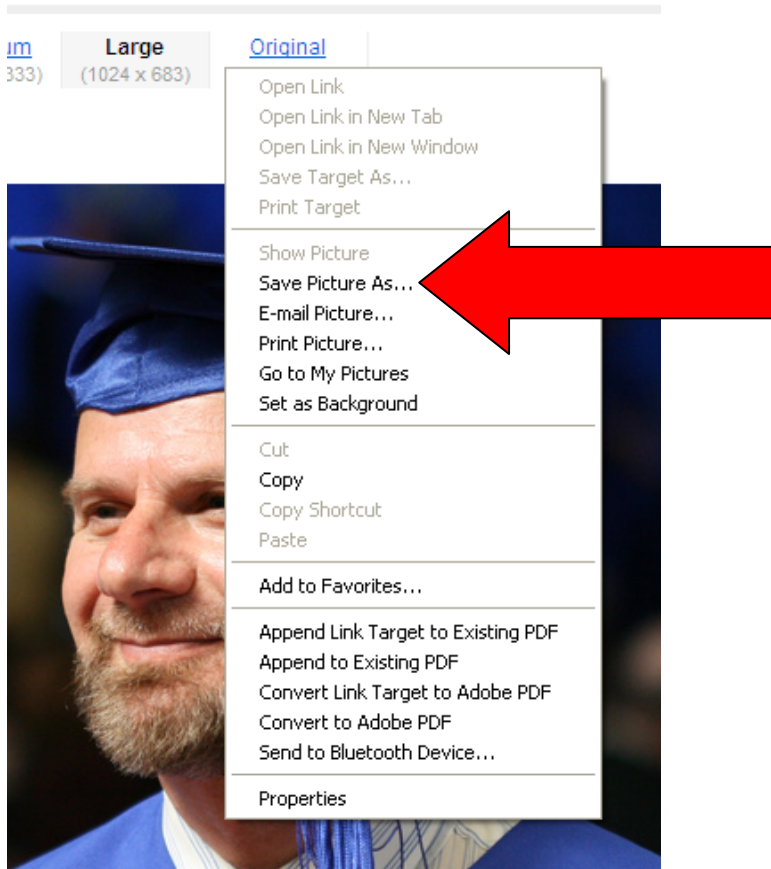 um Large Original
333) (1024 x 683)
Open Link
Open Link in New Tab
Open Link in New Window
Save Target As...
Print Target
Show Picture
Save Picture As...
E-mail Picture...
Print Picture...
Go to My Pictures
Set as Background
Cut
Copy
Copy Shortcut
Paste
Add to Favorites...
Append Link Target to Existing PDF
Append to Existing PDF
Convert Link Target to Adobe PDF
Convert to Adobe PDF
Send to Bluetooth Device...
Properties